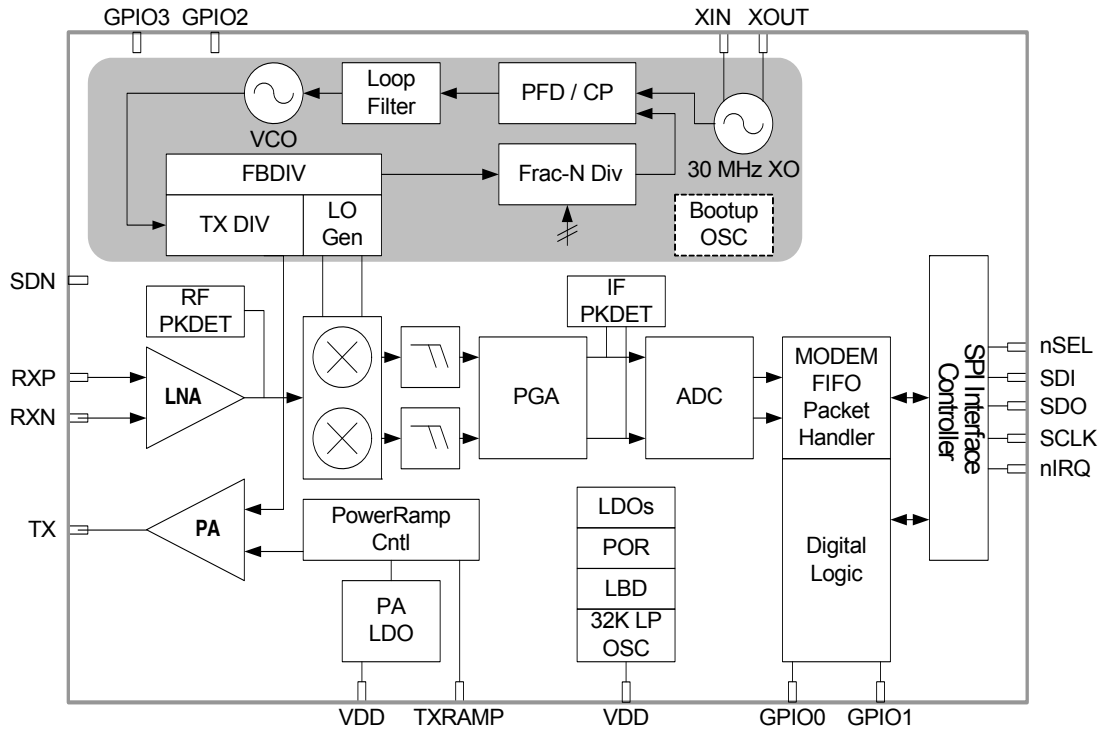 GPIO3 GPIO2
XIN XOUT
Loop
Filter
PFD / CP
VCO
30 MHz XO
FBDIV
Frac-N Div
TX DIV
LO
Gen
Bootup
OSC
SDN
RF
PKDET
IF
PKDET
RXP
RXN
LNA
PGA
ADC
MODEM
FIFO
Packet
Handler
SPI Interface
Controller
nSEL
SDI
SDO
SCLK
nIRQ
TX
PA
PowerRamp
Cntl
LDOs
POR
LBD
32K LP
OSC
Digital
Logic
PA
LDO
VDD
TXRAMP
VDD
GPIO0
GPIO1